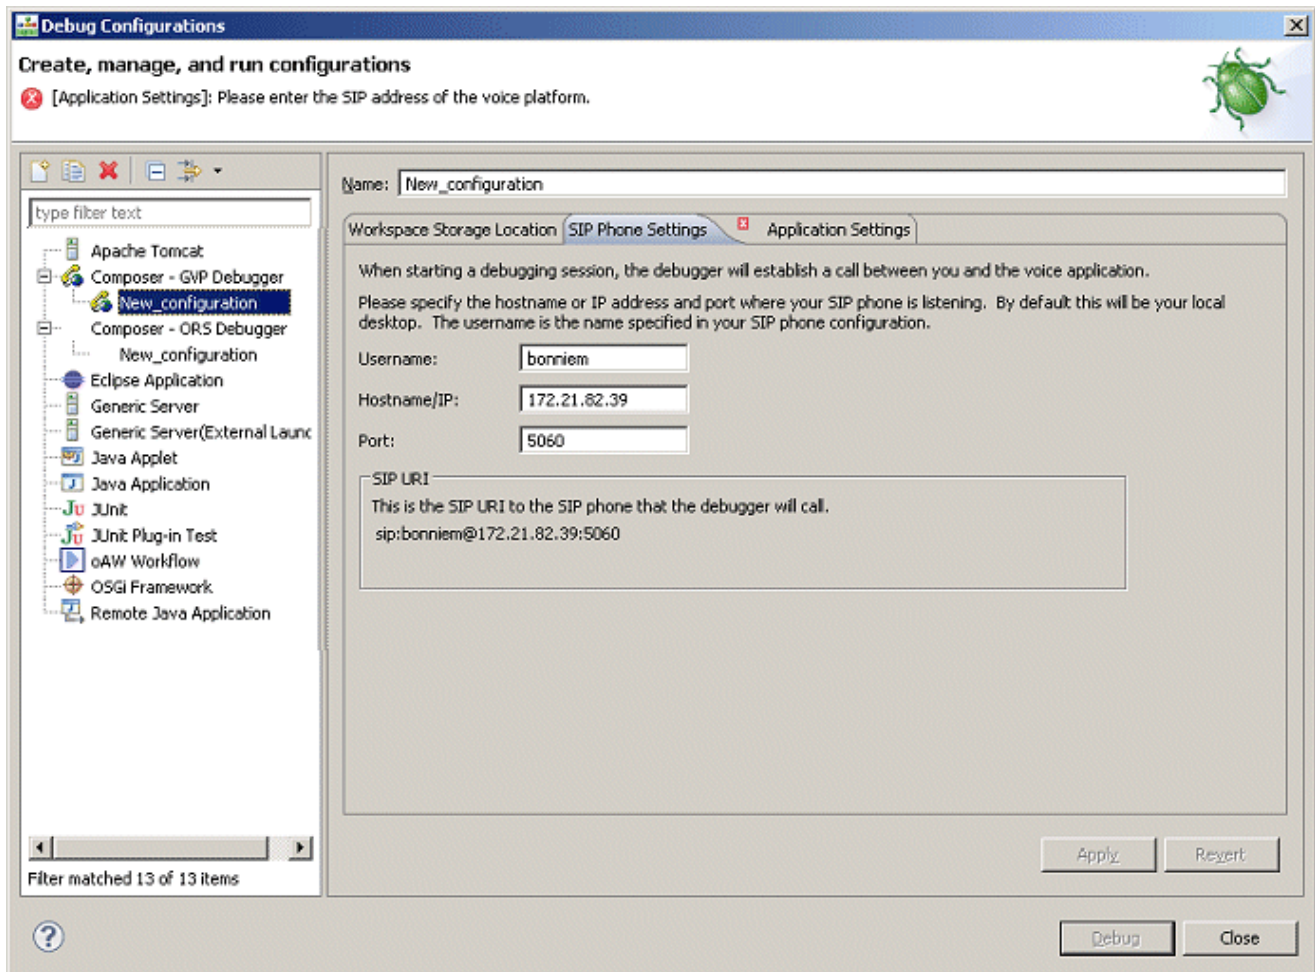 Debug Configurations
Create, manage, and run configurations
[Application Settings]: Please enter the SIP address of the voice platform.
type filter text
Apache Tomcat
Composer - GVP Debugger
New_configuration
Composer - ORS Debugger
New_configuration
Eclipse Application
Generic Server
Generic Server(External Launc
Java Applet
Java Application
Ju JUnit
Ju JUnit Plug-in Test
oAW Workflow
OSGi Framework
Remote Java Application
Filter matched 13 of 13 items
Name: New_configuration
Workspace Storage Location SIP Phone Settings Application Settings
When starting a debugging session, the debugger will establish a call between you and the voice application.
Please specify the hostname or IP address and port where your SIP phone is listening. By default this will be your local
desktop. The username is the name specified in your SIP phone configuration.
Username: bonniem
Hostname/IP: 172.21.82.39
Port: 5060
SIP URI
This is the SIP URI to the SIP phone that the debugger will call.
sip:bonniem@172.21.82.39:5060
Apply Revert
? Debug Close